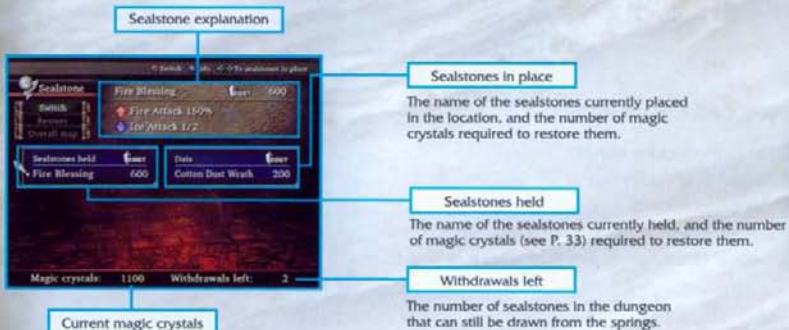 Sealstone explanation
Sealstone
Switch
Restore
Overall map
Fire Blessing 600
Fire Attack 150%
Ice Attack 1/2
Sealstones held
Fire Blessing 600
Dais
Cotton Dust Wrath 200
Magic crystals: 1100 Withdrawals left: 2
Current magic crystals
Sealstones in place
The name of the sealstones currently placed
in the location, and the number of magic
crystals required to restore them.
Sealstones held
The name of the sealstones currently held, and the number
of magic crystals (see P. 33) required to restore them.
Withdrawals left
The number of sealstones in the dungeon
that can still be drawn from the springs.